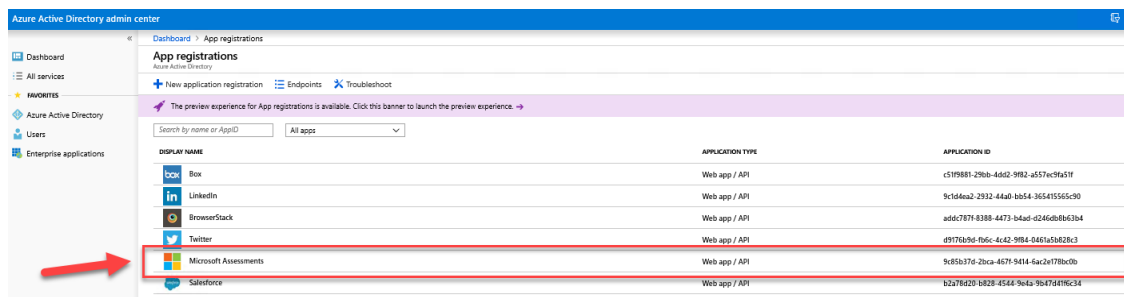 Azure Active Directory admin center
«
Dashboard
All services
FAVORITES
Azure Active Directory
Users
Enterprise applications
Dashboard > App registrations
App registrations
Azure Active Directory
New application registration Endpoints Troubleshoot
The preview experience for App registrations is available. Click this banner to launch the preview experience. →
Search by name or AppID All apps
DISPLAY NAME APPLICATION TYPE APPLICATION ID
box Box Web app / API c51f9881-29bb-4dd2-9f82-a557ec9fa51f
in LinkedIn Web app / API 9c1d4ea2-2932-44a0-bb54-365415565c90
BrowserStack Web app / API addc787f-8388-4473-b4ad-d246db8b63b4
Twitter Web app / API d9176b9d-fb6c-4c42-9f84-0461a5b828c3
Microsoft Assessments Web app / API 9c85b37d-2bca-467f-9414-6ac2e178bc0b
Salesforce Web app / API b2a78d20-b828-4544-9e4a-9b47d41f6c34